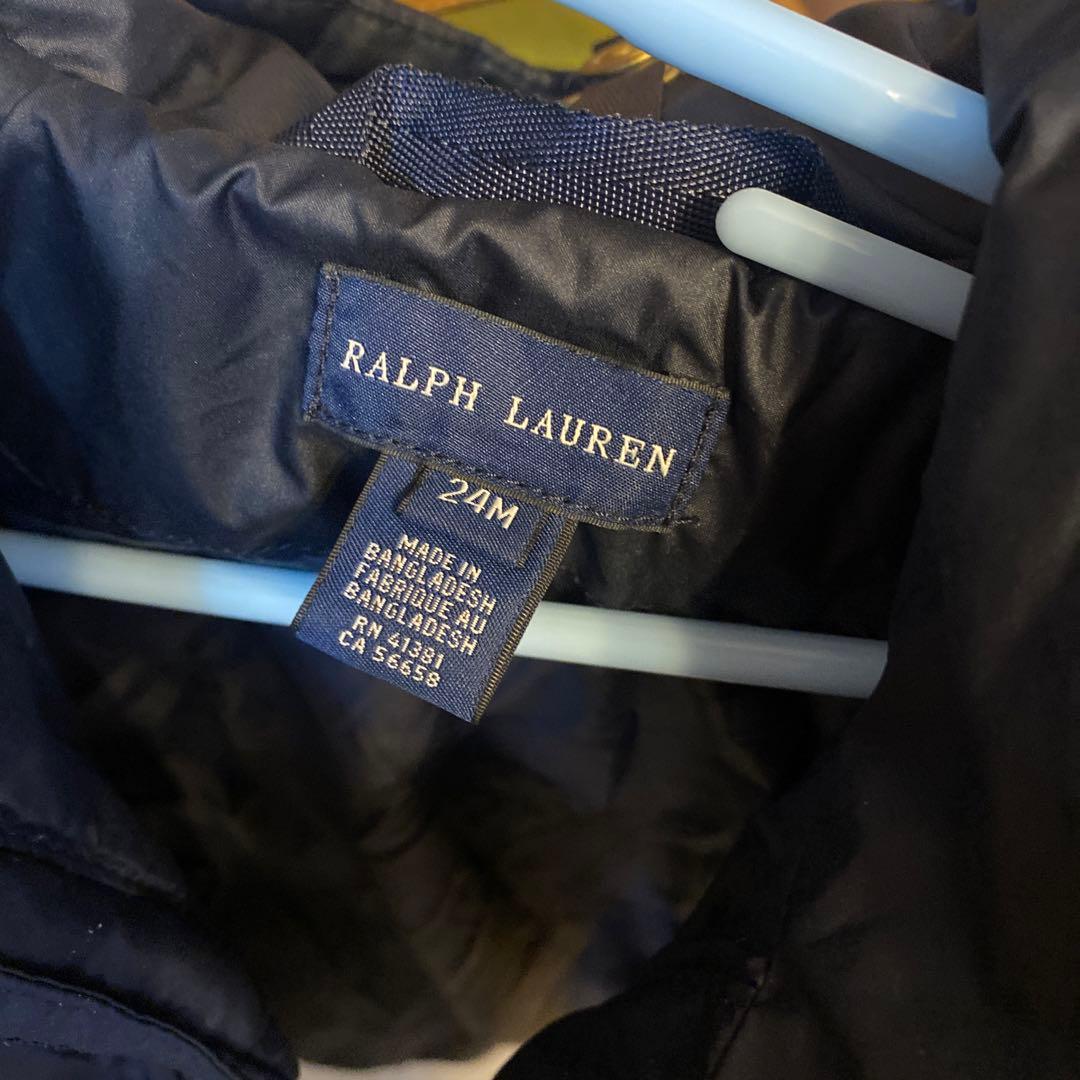 RALPH LAUREN
24M
MADE IN
BANGLADESH
FABRIQUE AU
BANGLADESH
RN 41381
CA 56658